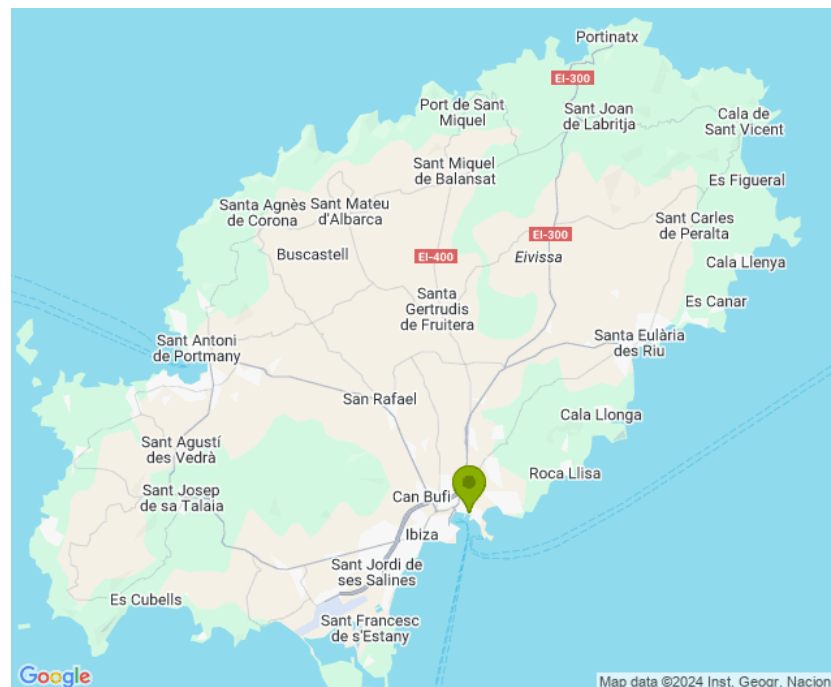 Portinatx
EI-300
Port de Sant
Miquel
Sant Joan
de Labritja
Cala de
Sant Vicent
Sant Miquel
de Balansat
Es Figueral
Santa Agnès
de Corona
Sant Mateu
d'Albarca
Sant Carles
de Peralta
EI-300
Buscastell
EI-400
Eivissa
Cala Llenya
Santa
Gertrudis
de Fruitera
Es Canar
Sant Antoni
de Portmany
Santa Eulària
des Riu
San Rafael
Cala Llonga
Sant Agustí
des Vedrà
Roca Llisa
Sant Josep
de sa Talaia
Can Bufí
Ibiza
Sant Jordi de
ses Salines
Es Cubells
Sant Francesc
de s'Estany
Google
Map data ©2024 Inst. Geogr. Nacion